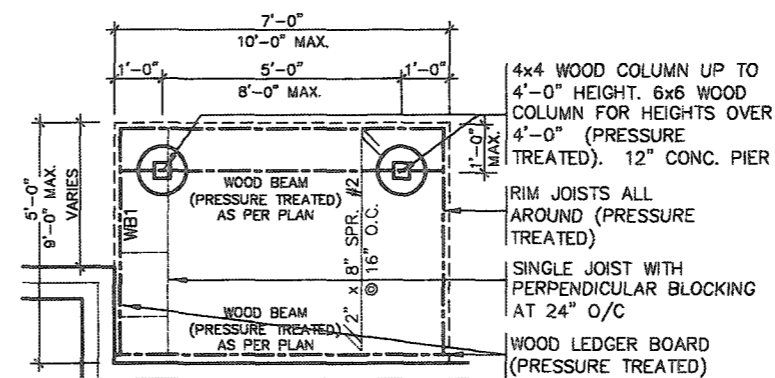 7'-0"
10'-0" MAX.
1'-0"
5'-0"
1'-0"
8'-0" MAX.
4x4 WOOD COLUMN UP TO
4'-0" HEIGHT. 6x6 WOOD
COLUMN FOR HEIGHTS OVER
4'-0" (PRESSURE
TREATED). 12" CONC. PIER
1'-0"
MAX.
5'-0"
9'-0" MAX.
VARIES
WOOD BEAM
(PRESSURE TREATED)
AS PER PLAN
WB1
2" x 8" SPR. #2
@ 16" O.C.
RIM JOISTS ALL
AROUND (PRESSURE
TREATED)
SINGLE JOIST WITH
PERPENDICULAR BLOCKING
AT 24" O/C
WOOD BEAM
(PRESSURE TREATED)
AS PER PLAN
WOOD LEDGER BOARD
(PRESSURE TREATED)